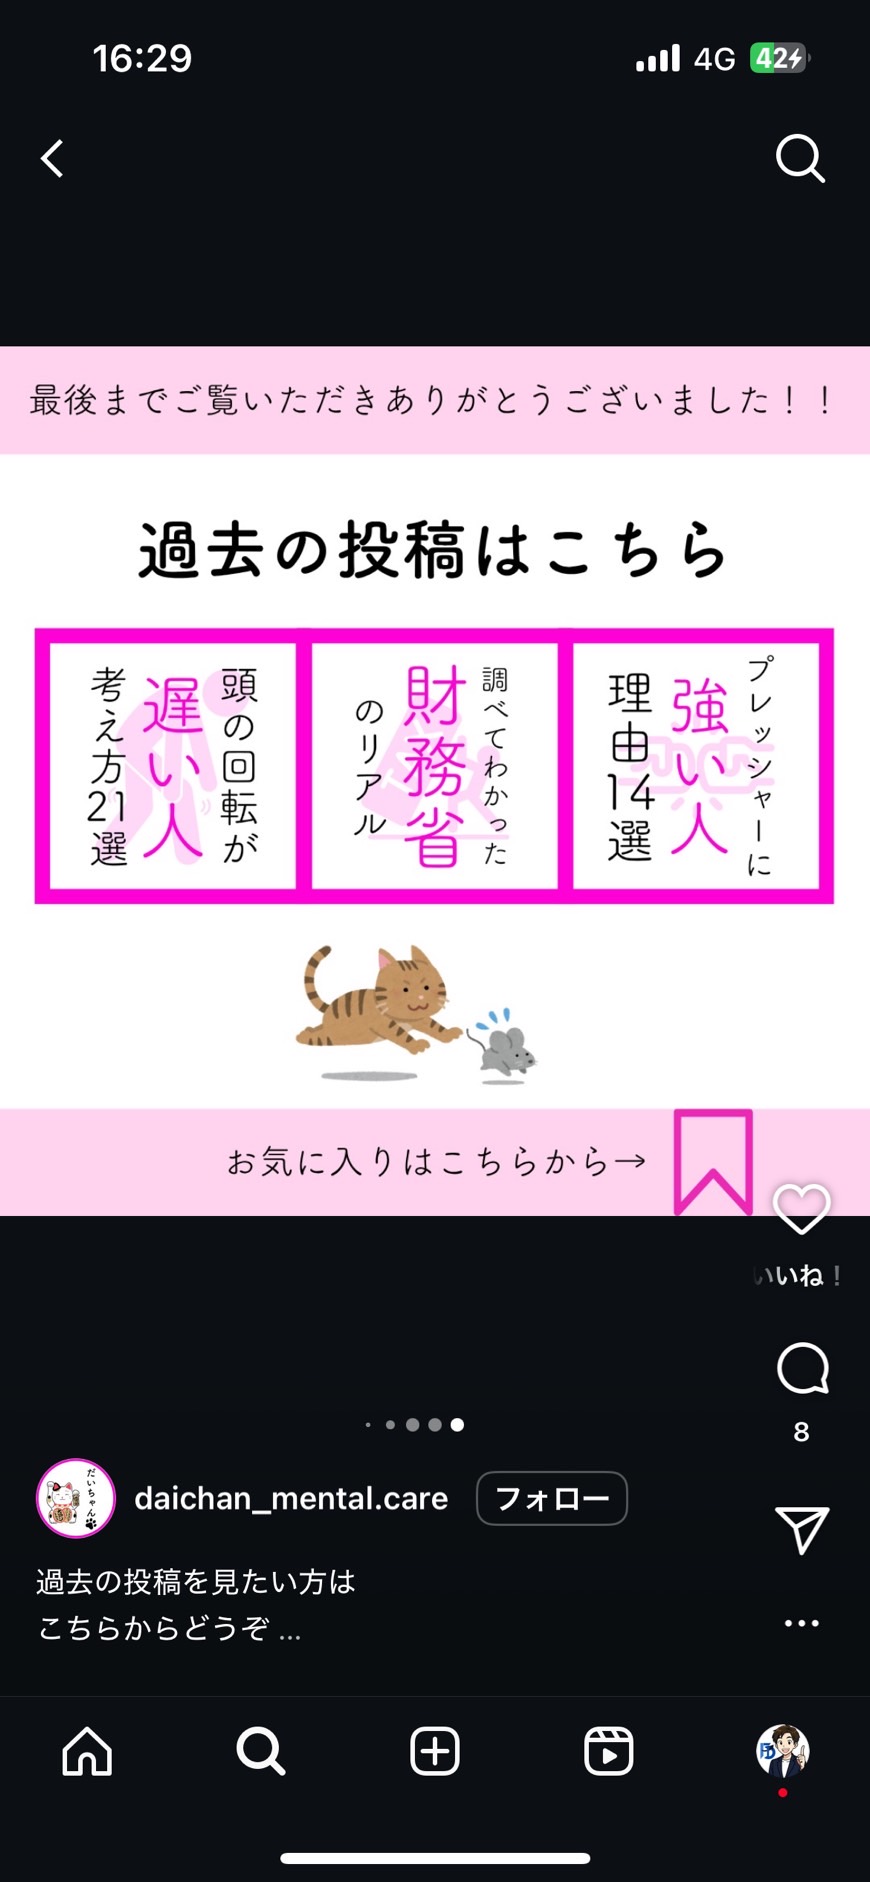 16:29
4G
42
最後までご覧いただきありがとうございました！！
過去の投稿はこちら
頭の回転が
遅い人
考え方21選
調べてわかった
財務省
のリアル
プレッシャーに
強い人
理由14選
お気に入りはこちらから→
いいね！
8
だいちゃん
daichan_mental.care
フォロー
過去の投稿を見たい方は
こちらからどうぞ ...